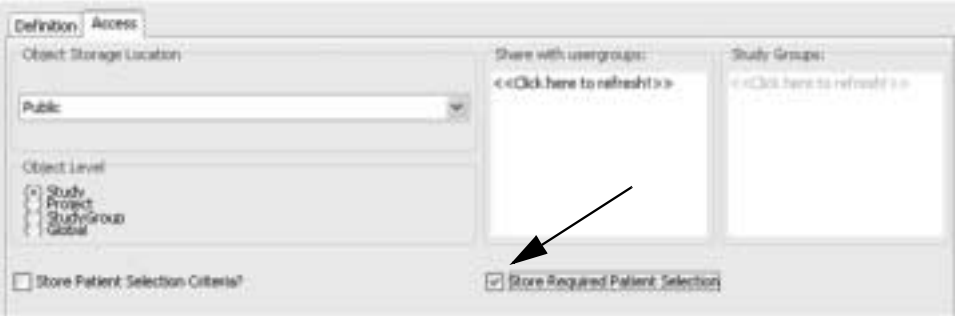 Definition Access
Object Storage Location
Share with usergroups:
Study Groups:
<<Click here to refresh!>>
<<Click here to refresh!>>
Public
Object Level
Study
Project
StudyGroup
Global
Store Patient Selection Criteria?
Store Required Patient Selection